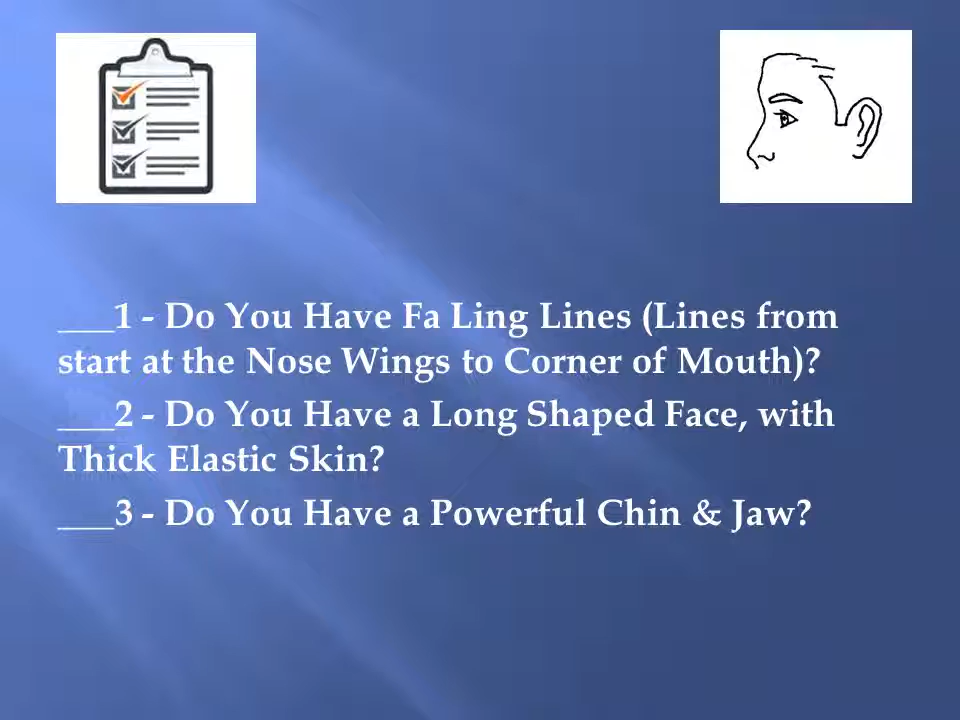 ___1 - Do You Have Fa Ling Lines (Lines from
start at the Nose Wings to Corner of Mouth)?
___2 - Do You Have a Long Shaped Face, with
Thick Elastic Skin?
___3 - Do You Have a Powerful Chin & Jaw?